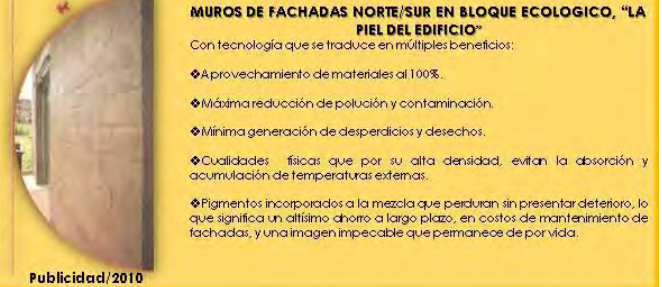 MUROS DE FACHADAS NORTE/SUR EN BLOQUE ECOLOGICO, “LA
PIEL DEL EDIFICIO”
Con tecnología que se traduce en múltiples beneficios:
❖Aprovechamiento de materiales al 100%.
❖Máxima reducción de polución y contaminación.
❖Mínima generación de desperdicios y desechos.
❖Cualidades físicas que por su alta densidad, evitan la absorción y
acumulación de temperaturas externas.
❖Pigmentos incorporados a la mezcla que perduran sin presentar deterioro, lo
que significa un altísimo ahorro a largo plazo, en costos de mantenimiento de
fachadas, y una imagen impecable que permanece de por vida.
Publicidad/2010